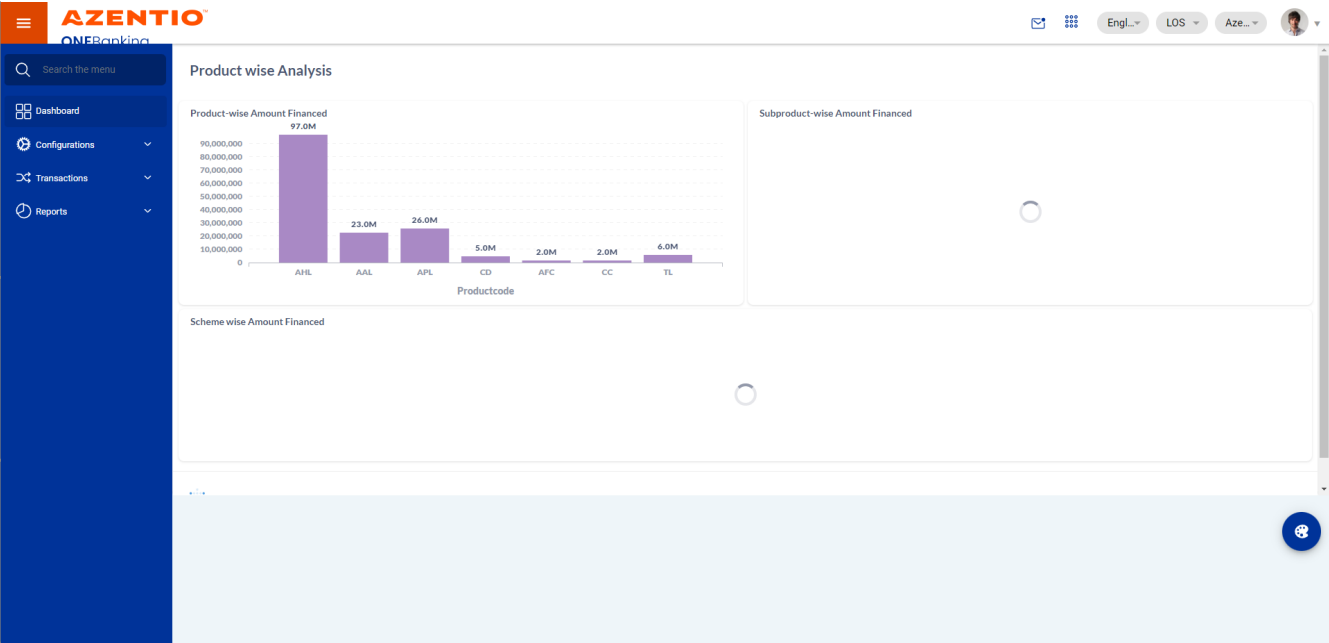 AZENTIO™
ONEBanking
Engl...
LOS
Aze...
Search the menu
Dashboard
Configurations
Transactions
Reports
Product wise Analysis
Product-wise Amount Financed
97.0M
90,000,000
80,000,000
70,000,000
60,000,000
50,000,000
40,000,000
30,000,000
20,000,000
10,000,000
0
23.0M
26.0M
5.0M
2.0M
2.0M
6.0M
AHL AAL APL CD AFC CC TL
Productcode
Subproduct-wise Amount Financed
Scheme wise Amount Financed